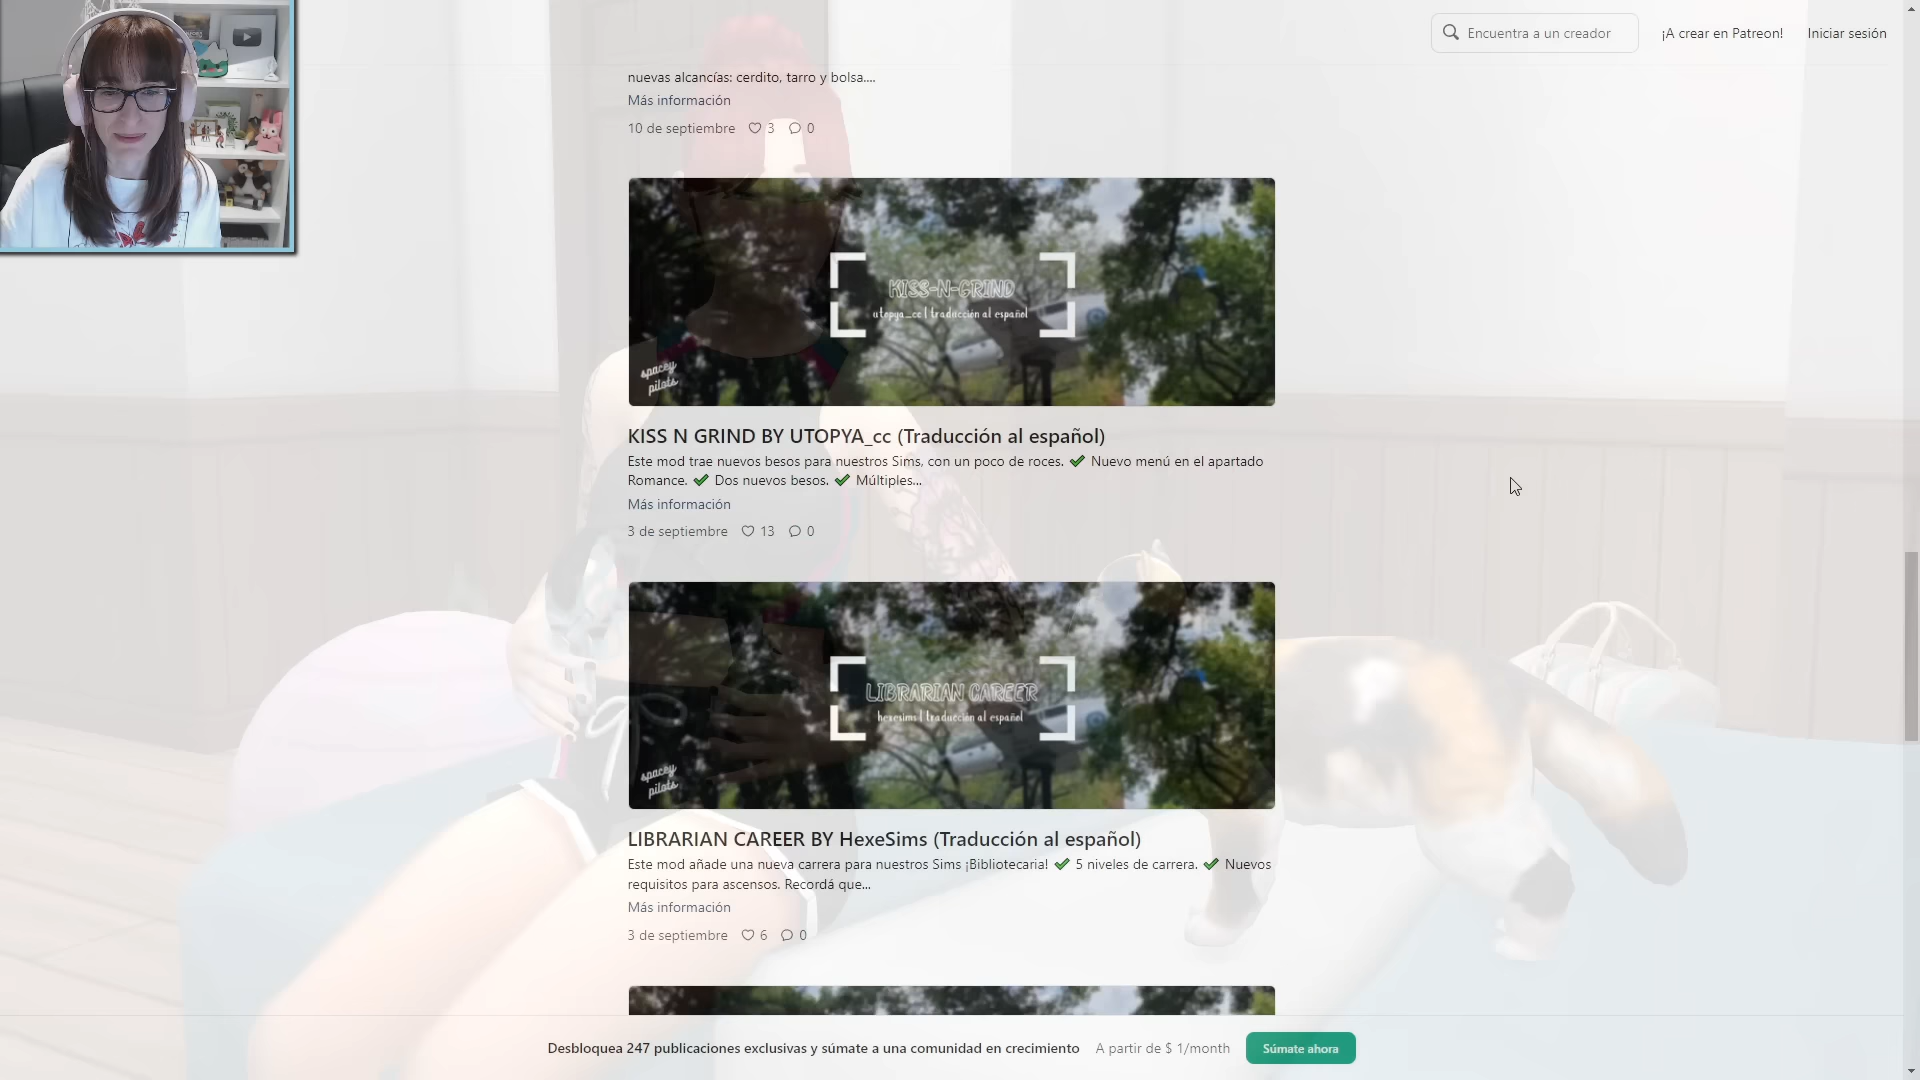 Encuentra a un creador
¡A crear en Patreon!
Iniciar sesión
nuevas alcancías: cerdito, tarro y bolsa....
Más información
10 de septiembre 3 0
KISS-N-GRIND
utopya_cc | traducción al español
spacey
pilots
KISS N GRIND BY UTOPYA_cc (Traducción al español)
Este mod trae nuevos besos para nuestros Sims, con un poco de roces. ✔ Nuevo menú en el apartado
Romance. ✔ Dos nuevos besos. ✔ Múltiples...
Más información
3 de septiembre 13 0
LIBRARIAN CAREER
hexesims | traducción al español
spacey
pilots
LIBRARIAN CAREER BY HexeSims (Traducción al español)
Este mod añade una nueva carrera para nuestros Sims ¡Bibliotecaria! ✔ 5 niveles de carrera. ✔ Nuevos
requisitos para ascensos. Recordá que...
Más información
3 de septiembre 6 0
Desbloquea 247 publicaciones exclusivas y súmate a una comunidad en crecimiento A partir de $ 1/month Súmate ahora